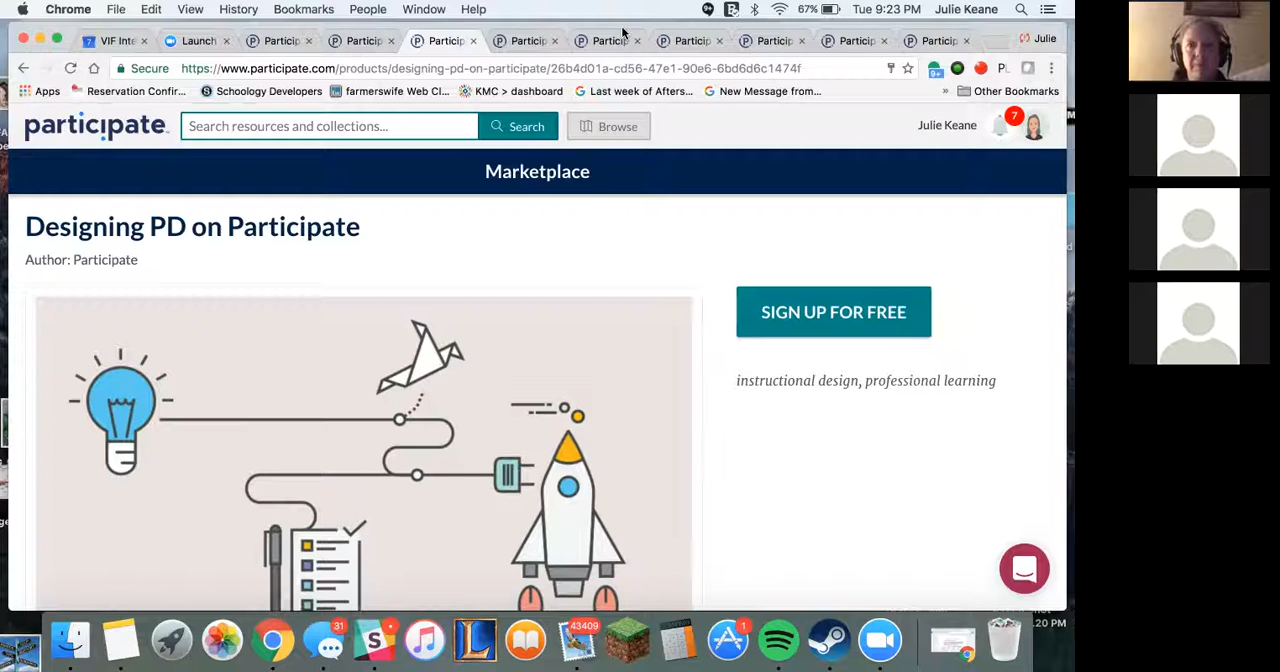 Chrome File Edit View History Bookmarks People Window Help 67% Tue 9:23 PM Julie Keane
VIF Inte Launch Particip Particip Particip Particip Particip Particip Particip Particip Particip Julie
Secure https://www.participate.com/products/designing-pd-on-participate/26b4d01a-cd56-47e1-90e6-6bd6d6c1474f 9+
Apps Reservation Confir... Schoology Developers farmerswife Web Cl... KMC > dashboard Last week of Afters... New Message from... » Other Bookmarks
participate Search resources and collections... Search Browse Julie Keane 7
Marketplace
Designing PD on Participate
Author: Participate
SIGN UP FOR FREE
instructional design, professional learning
31 43409 1
:20 PM